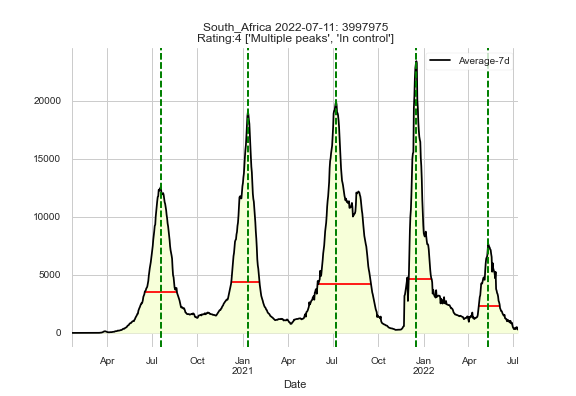 South_Africa 2022-07-11: 3997975
Rating:4 ['Multiple peaks', 'In control']
Average-7d
20000
15000
10000
5000
0
Apr Jul Oct Jan Apr Jul Oct Jan Apr Jul
2021 2022
Date